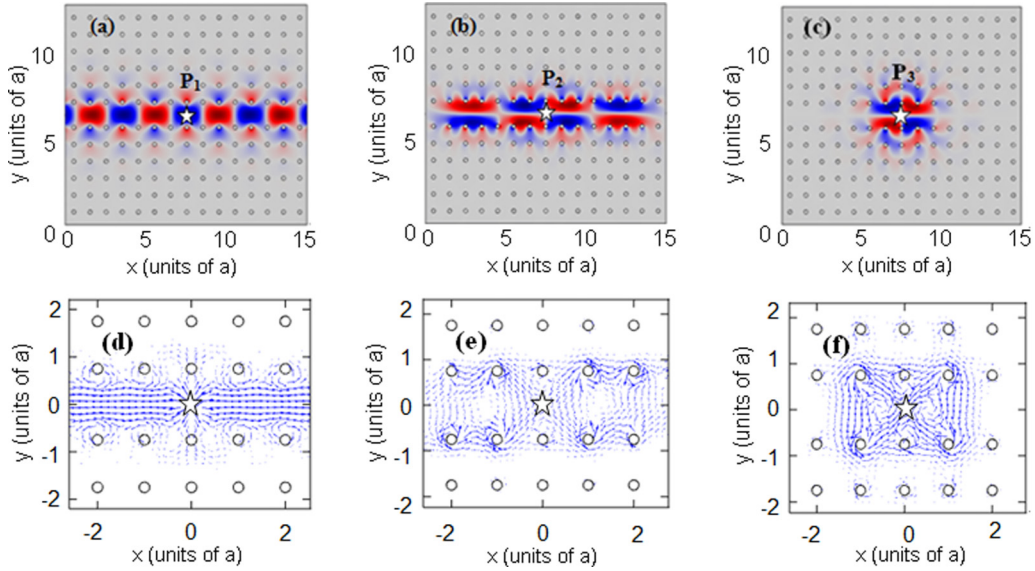 (a)
P1
10
5
0
y (units of a)
0 5 10 15
x (units of a)
(b)
P2
10
5
0
y (units of a)
0 5 10 15
x (units of a)
(c)
P3
10
5
0
y (units of a)
0 5 10 15
x (units of a)
(d)
2
1
0
-1
-2
y (units of a)
-2 0 2
x (units of a)
(e)
2
1
0
-1
-2
y (units of a)
-2 0 2
x (units of a)
(f)
2
1
0
-1
-2
y (units of a)
-2 0 2
x (units of a)